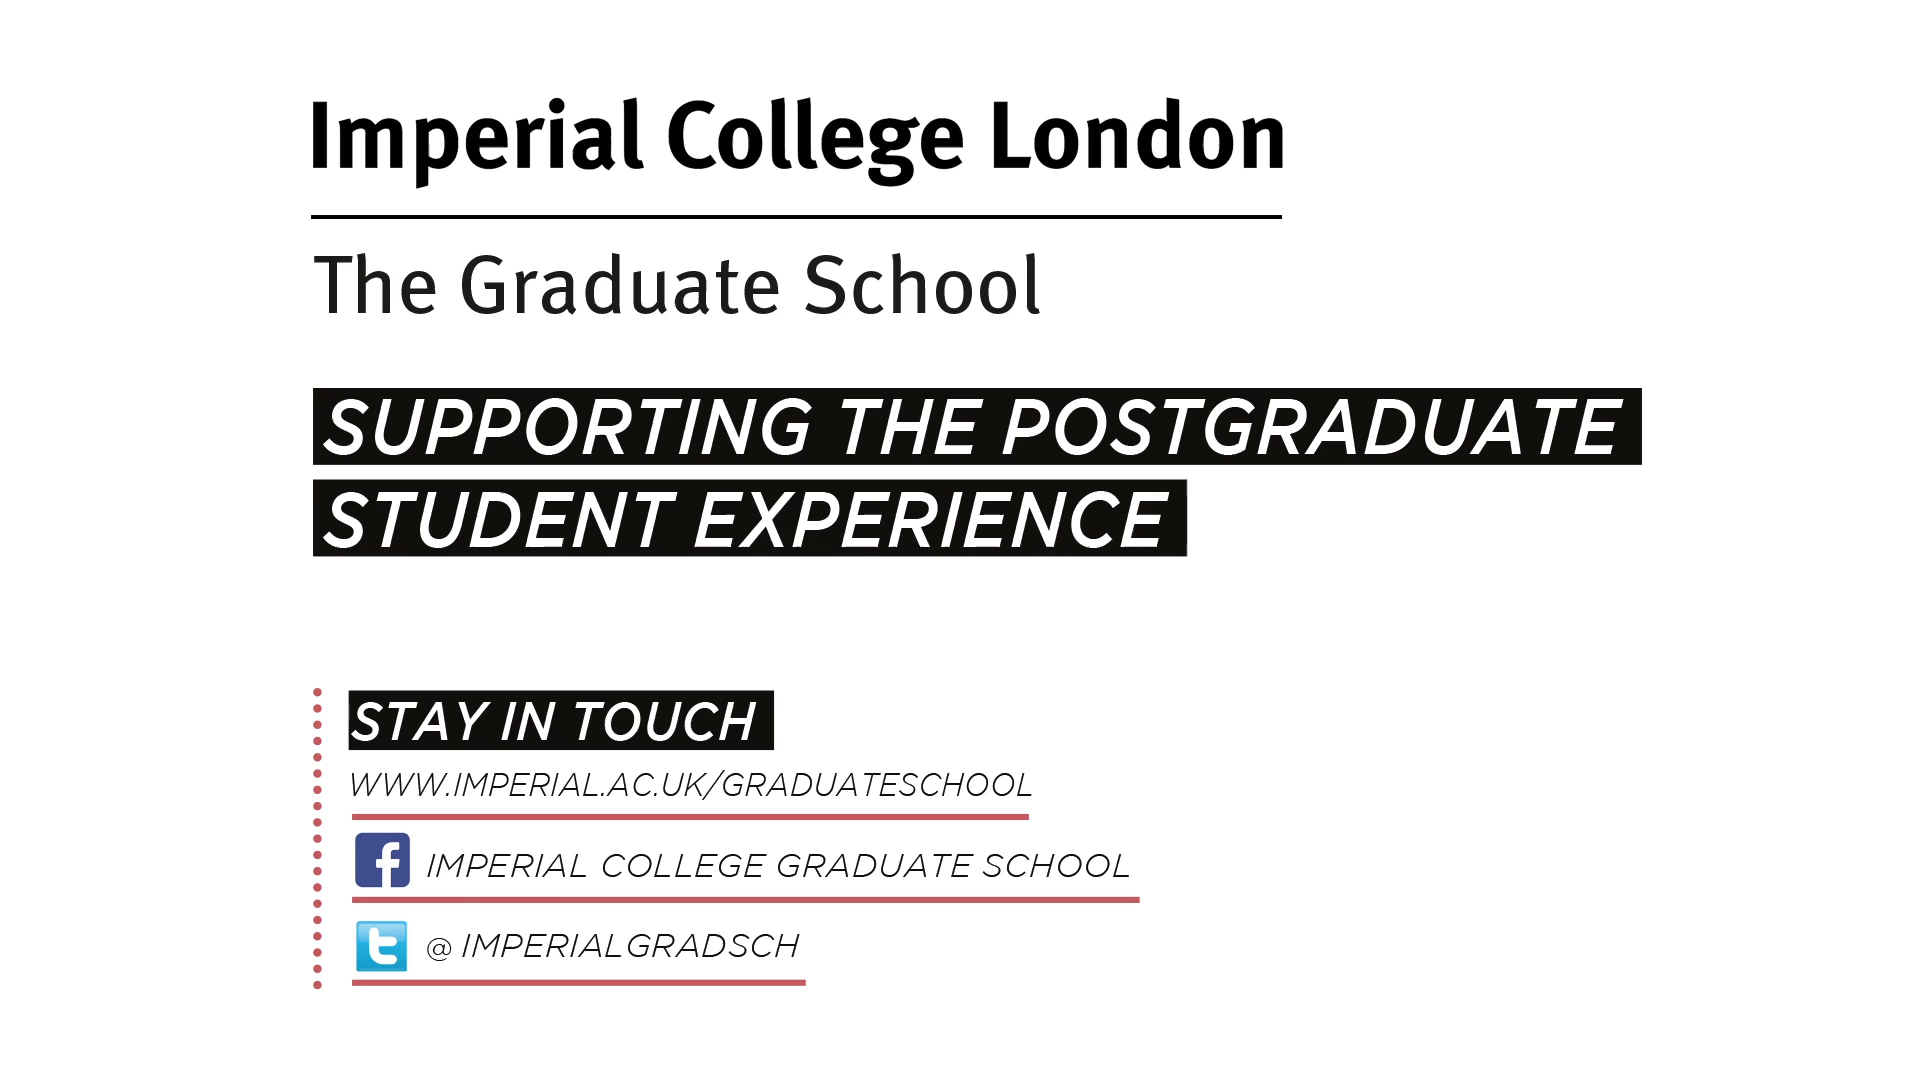 Imperial College London
The Graduate School
SUPPORTING THE POSTGRADUATE
STUDENT EXPERIENCE
STAY IN TOUCH
WWW.IMPERIAL.AC.UK/GRADUATESCHOOL
IMPERIAL COLLEGE GRADUATE SCHOOL
@ IMPERIALGRADSCH